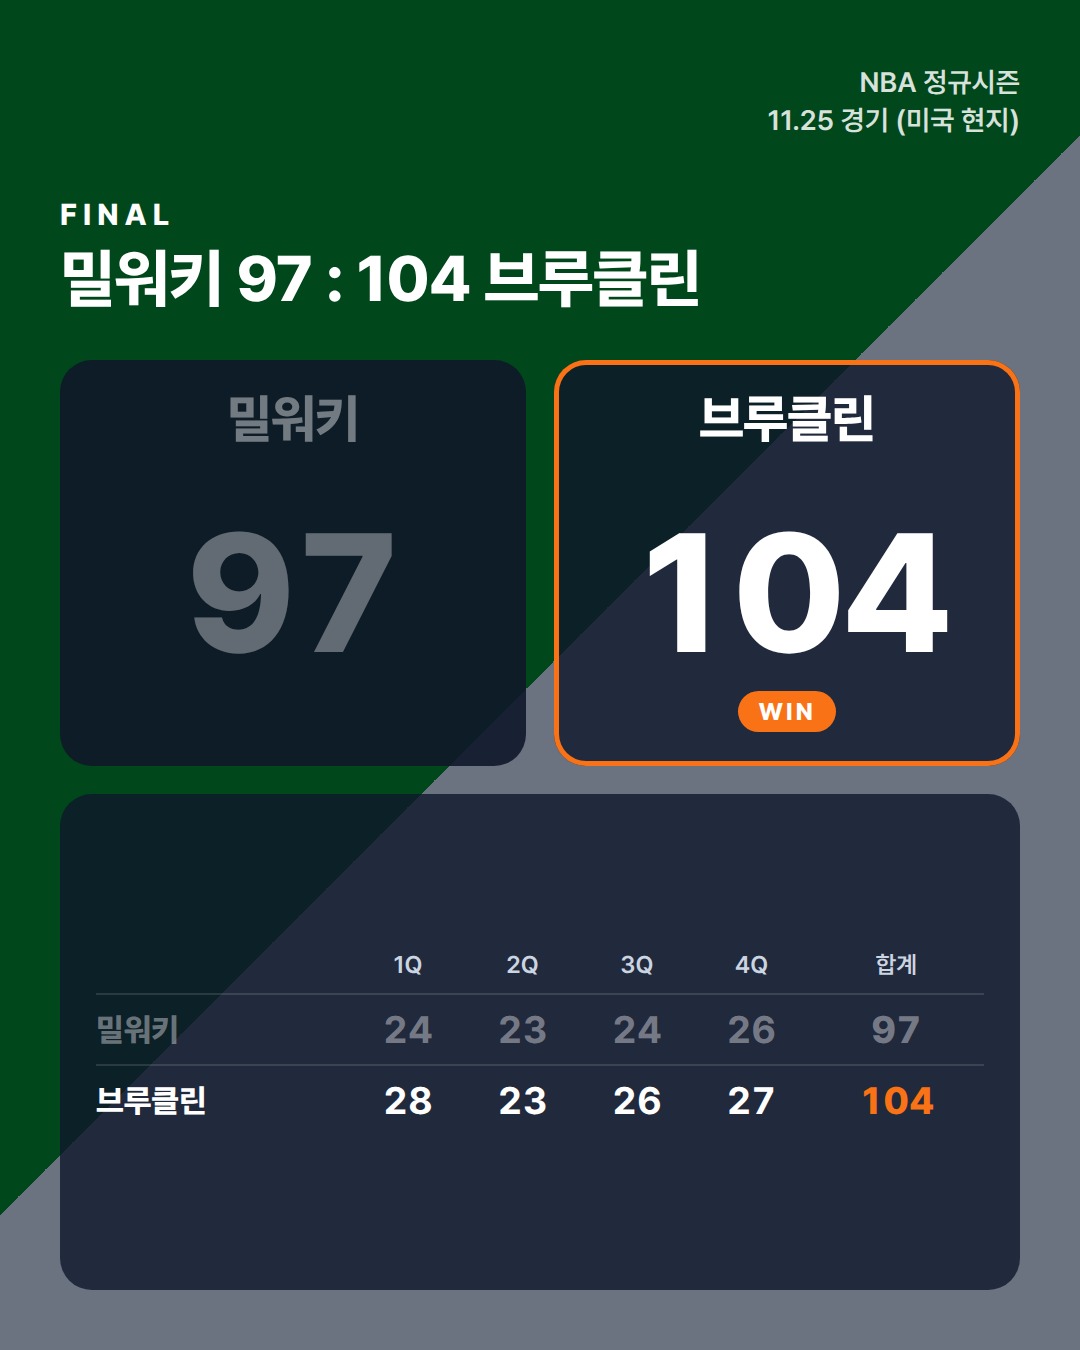 NBA 정규시즌
11.25 경기 (미국 현지)
FINAL
밀워키 97 : 104 브루클린
밀워키
97
브루클린
104
WIN
1Q 2Q 3Q 4Q 합계
밀워키 24 23 24 26 97
브루클린 28 23 26 27 104